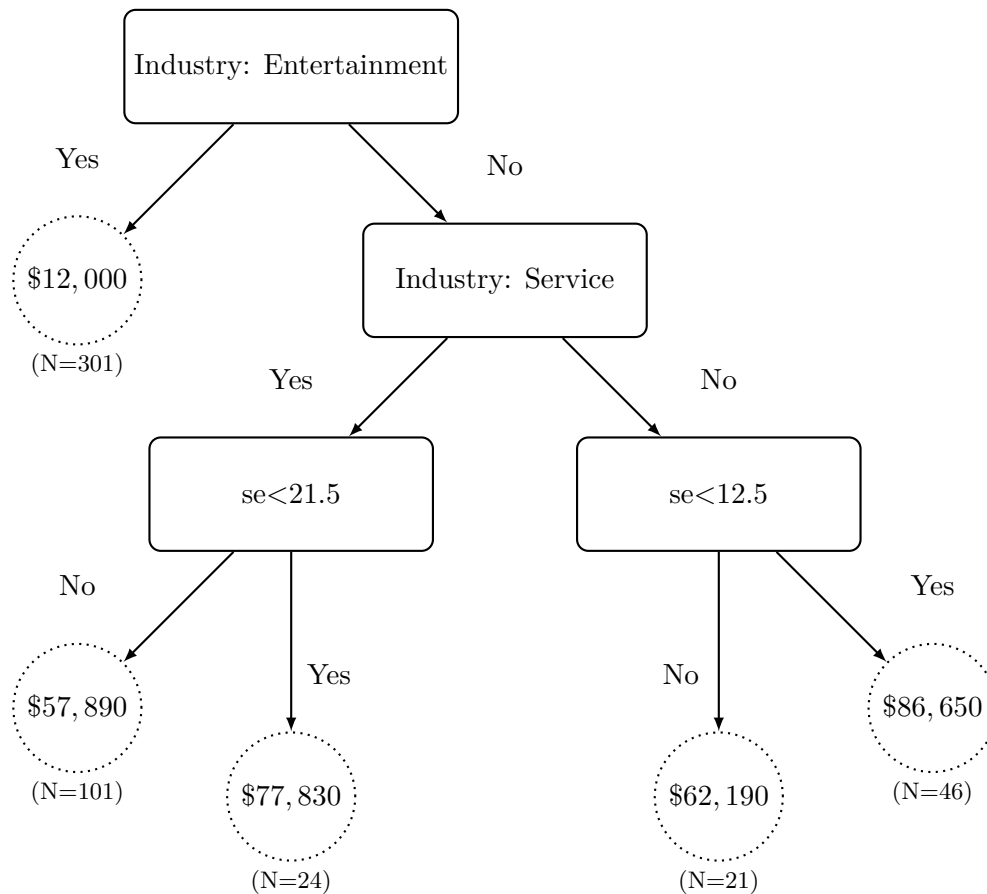 Industry: Entertainment
Yes
No
$12,000
(N=301)
Industry: Service
Yes
No
se<21.5
se<12.5
No
Yes
No
Yes
$57,890
(N=101)
$77,830
(N=24)
$62,190
(N=21)
$86,650
(N=46)